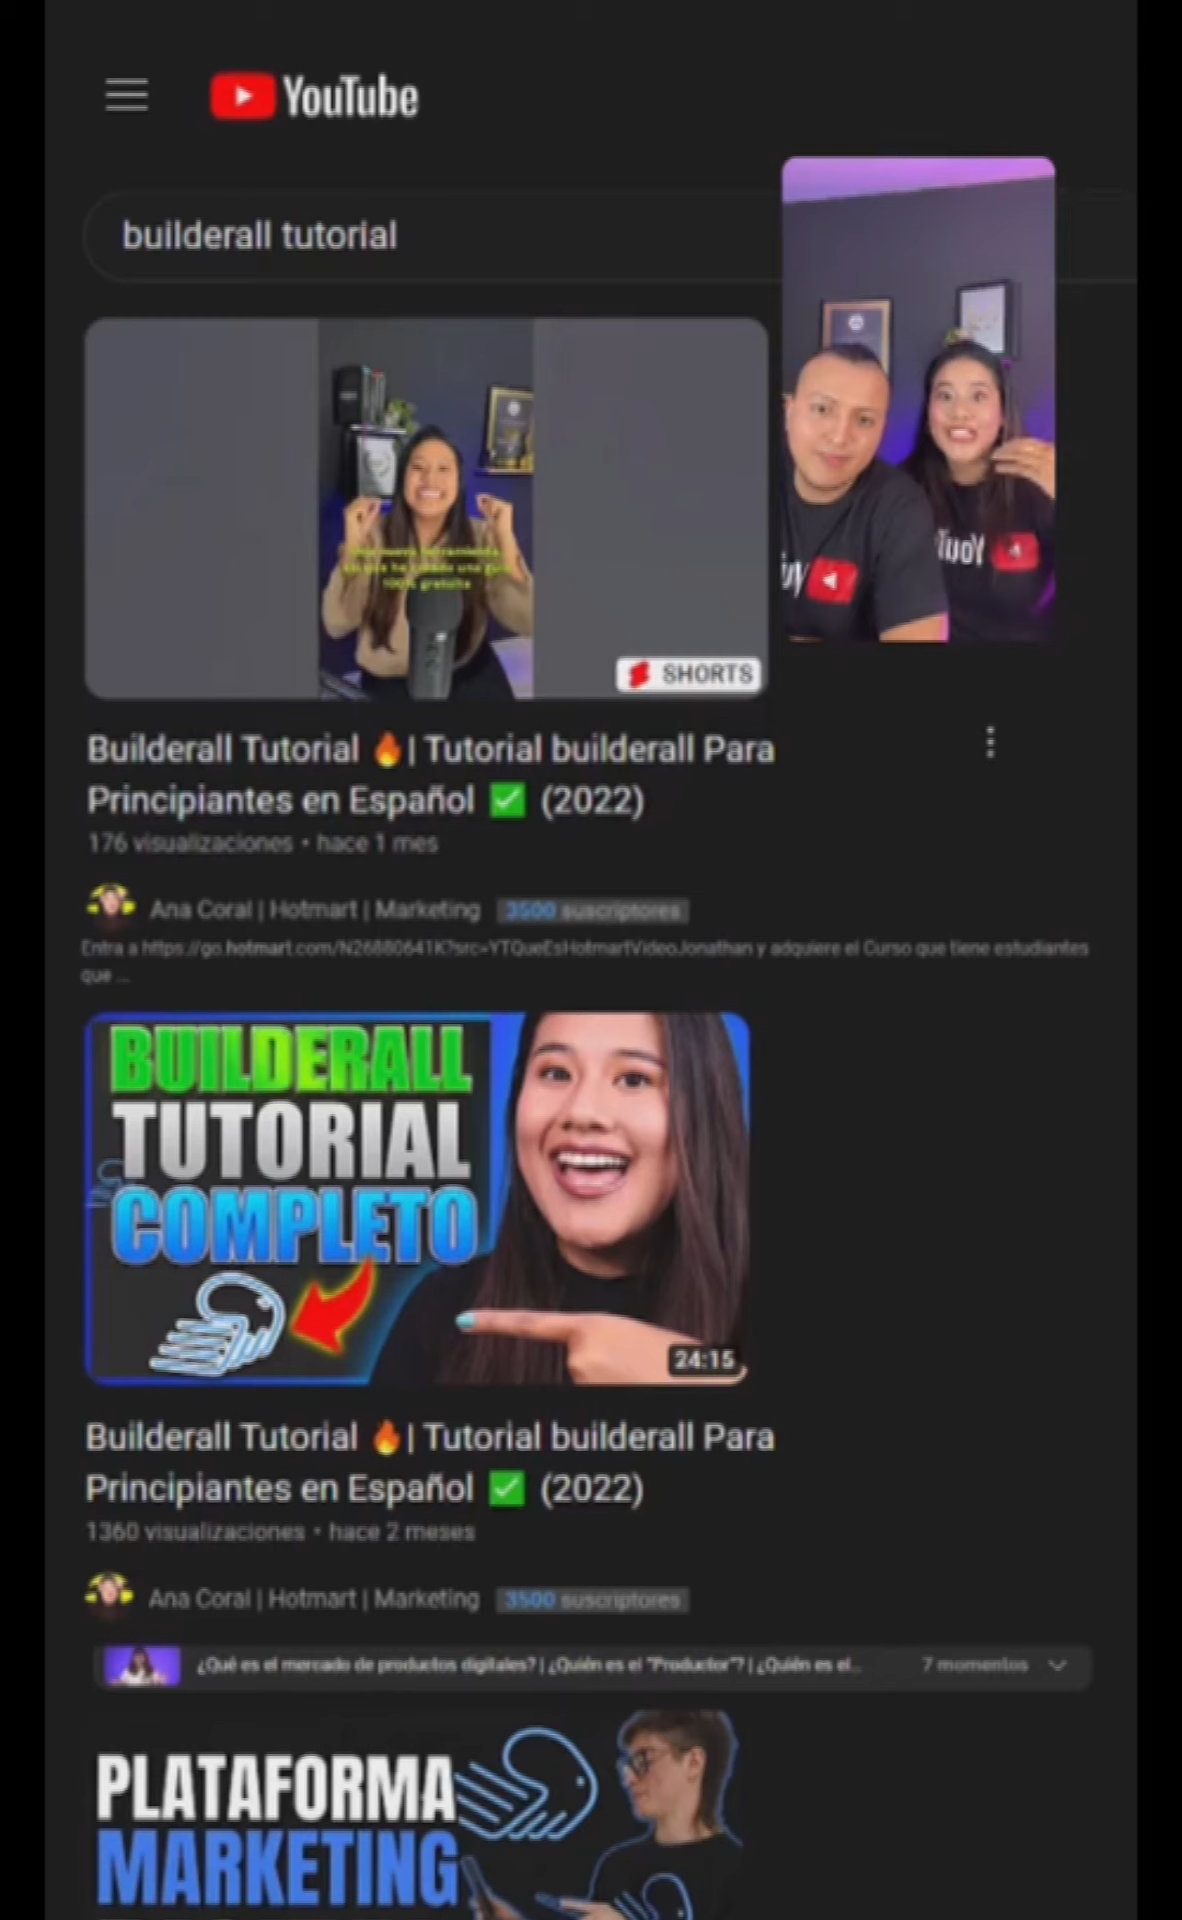 YouTube
builderall tutorial
100% gratuita
SHORTS
YouTube
Builderall Tutorial 🔥| Tutorial builderall Para
Principiantes en Español ✅ (2022)
176 visualizaciones • hace 1 mes
Ana Coral | Hotmart | Marketing 3500 suscriptores
Entra a https://go.hotmart.com/N26880641K?src=YTQueEsHotmartVideoJonathan y adquiere el Curso que tiene estudiantes
que ...
BUILDERALL
TUTORIAL
COMPLETO
24:15
Builderall Tutorial 🔥| Tutorial builderall Para
Principiantes en Español ✅ (2022)
1360 visualizaciones • hace 2 meses
Ana Coral | Hotmart | Marketing 3500 suscriptores
¿Qué es el mercado de productos digitales? | ¿Quién es el "Productor"? | ¿Quién es el... 7 momentos
PLATAFORMA
MARKETING